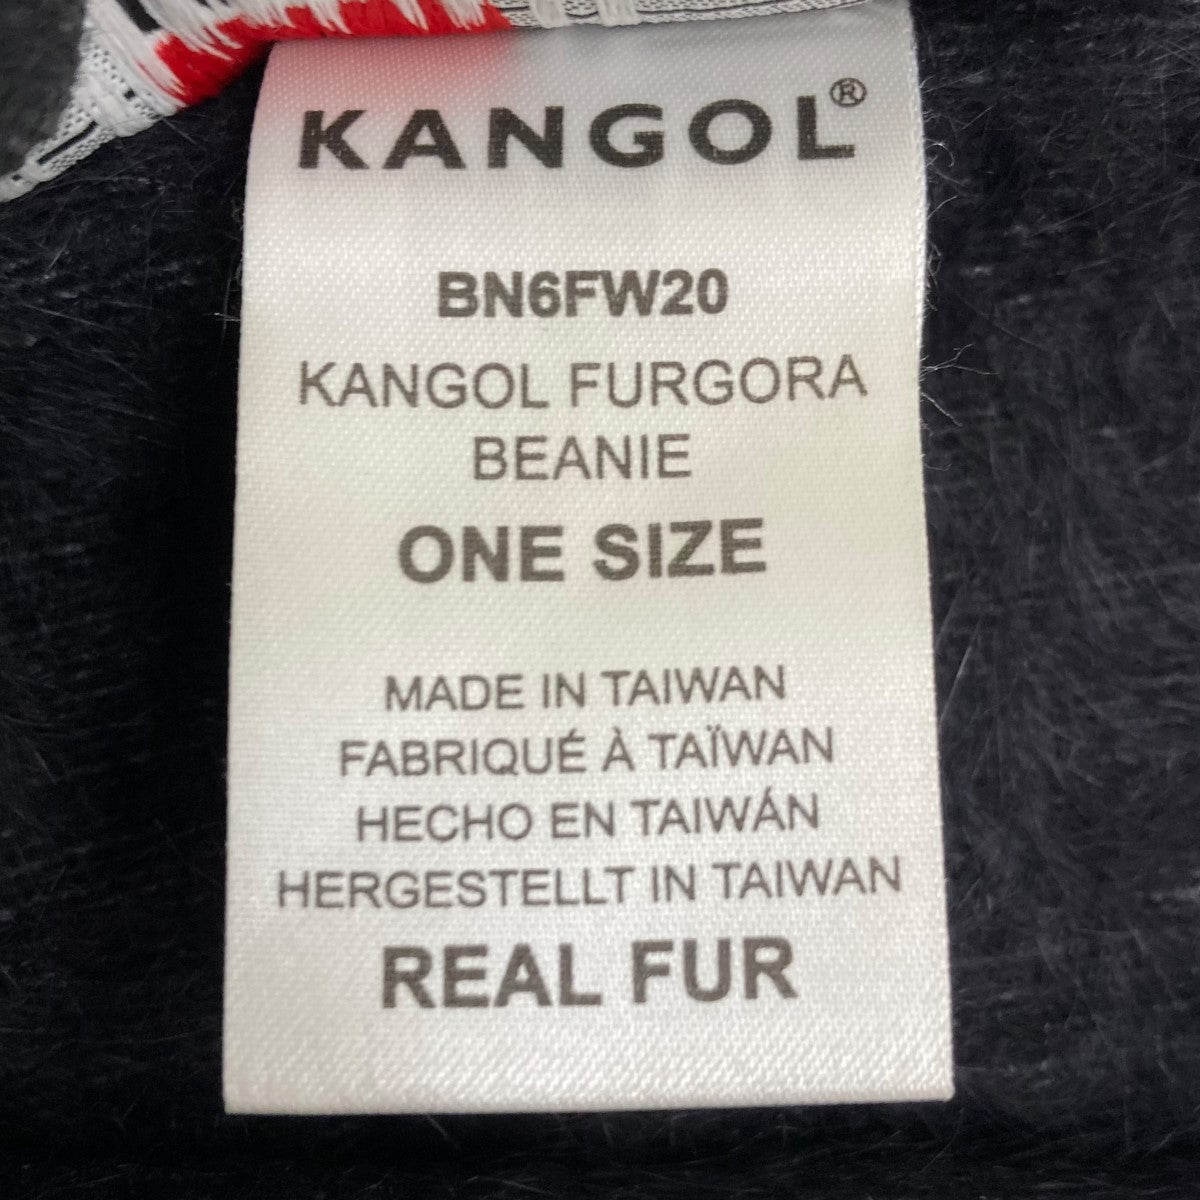 KANGOL®
BN6FW20
KANGOL FURGORA
BEANIE
ONE SIZE
MADE IN TAIWAN
FABRIQUÉ À TAÏWAN
HECHO EN TAIWÁN
HERGESTELLT IN TAIWAN
REAL FUR